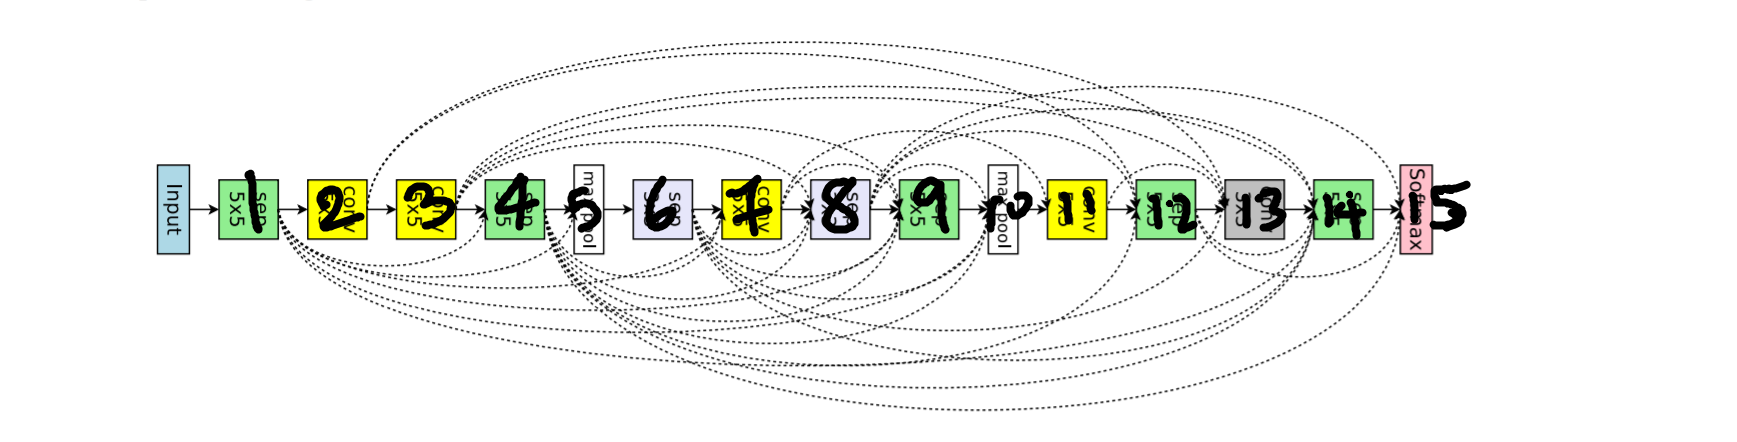 Input
sep 5x5
conv 5x5
conv 5x5
sep 5x5
max pool
sep
conv
sep
sep 5x5
max pool
conv
sep 5x5
conv
sep
Softmax
1 2 3 4 5 6 7 8 9 10 11 12 13 14 15